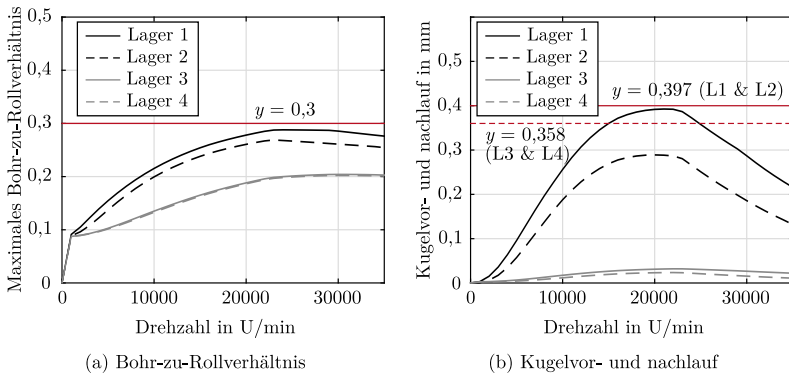 Maximales Bohr-zu-Rollverhältnis
0,5
0,4
0,3
0,2
0,1
0
Lager 1
Lager 2
Lager 3
Lager 4
y = 0,3
0
10000
20000
30000
Drehzahl in U/min
(a) Bohr-zu-Rollverhältnis
Kugelvor- und nachlauf in mm
0,5
0,4
0,3
0,2
0,1
0
Lager 1
Lager 2
Lager 3
Lager 4
y = 0,397 (L1 & L2)
y = 0,358
(L3 & L4)
0
10000
20000
30000
Drehzahl in U/min
(b) Kugelvor- und nachlauf